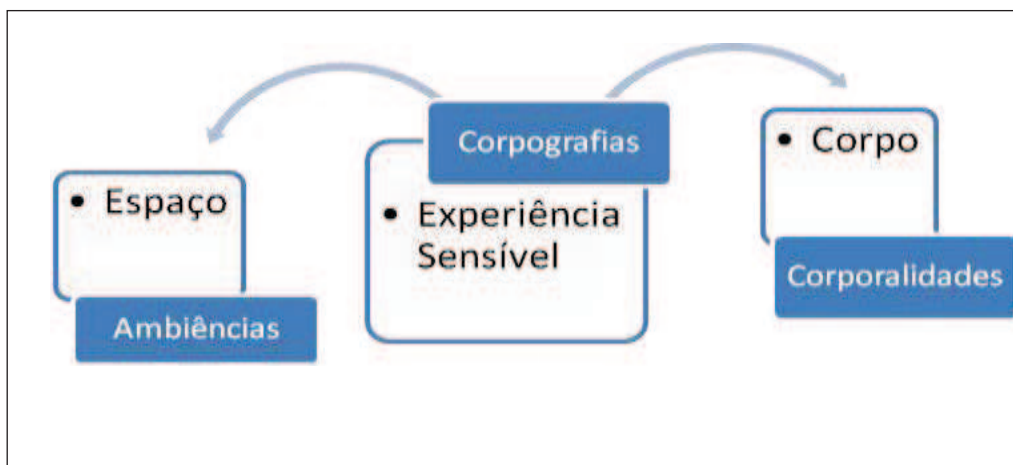 • Espaço
Ambiências
Corpografias
• Experiência
Sensível
• Corpo
Corporalidades